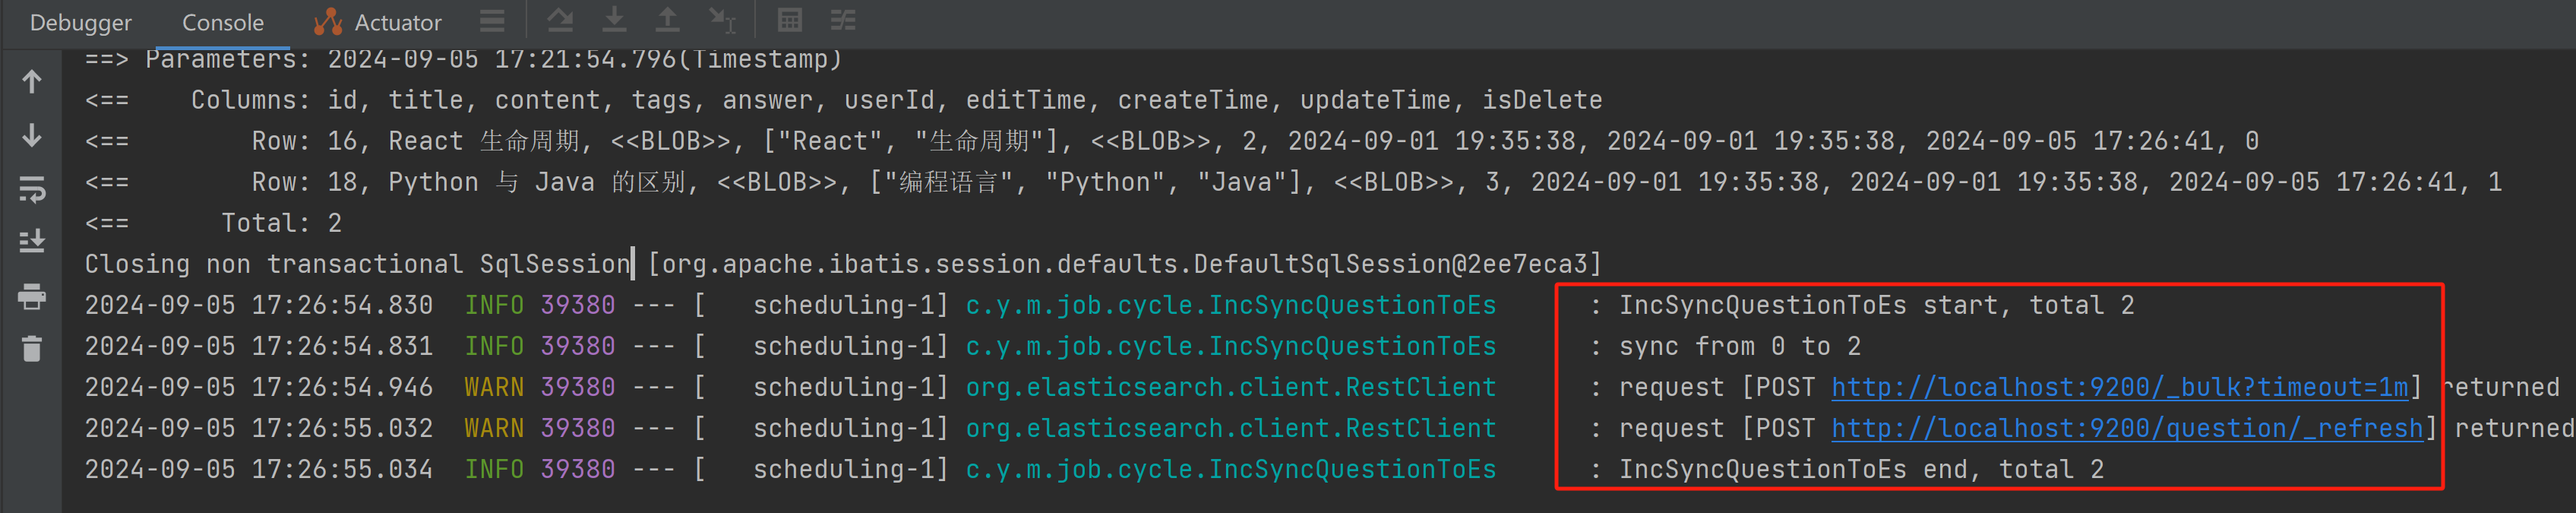 Debugger Console Actuator
==> Parameters: 2024-09-05 17:21:54.796(Timestamp)
<== Columns: id, title, content, tags, answer, userId, editTime, createTime, updateTime, isDelete
<== Row: 16, React 生命周期, <<BLOB>>, ["React", "生命周期"], <<BLOB>>, 2, 2024-09-01 19:35:38, 2024-09-01 19:35:38, 2024-09-05 17:26:41, 0
<== Row: 18, Python 与 Java 的区别, <<BLOB>>, ["编程语言", "Python", "Java"], <<BLOB>>, 3, 2024-09-01 19:35:38, 2024-09-01 19:35:38, 2024-09-05 17:26:41, 1
<== Total: 2
Closing non transactional SqlSession [org.apache.ibatis.session.defaults.DefaultSqlSession@2ee7eca3]
2024-09-05 17:26:54.830 INFO 39380 --- [ scheduling-1] c.y.m.job.cycle.IncSyncQuestionToEs : IncSyncQuestionToEs start, total 2
2024-09-05 17:26:54.831 INFO 39380 --- [ scheduling-1] c.y.m.job.cycle.IncSyncQuestionToEs : sync from 0 to 2
2024-09-05 17:26:54.946 WARN 39380 --- [ scheduling-1] org.elasticsearch.client.RestClient : request [POST http://localhost:9200/_bulk?timeout=1m] returned
2024-09-05 17:26:55.032 WARN 39380 --- [ scheduling-1] org.elasticsearch.client.RestClient : request [POST http://localhost:9200/question/_refresh] returned
2024-09-05 17:26:55.034 INFO 39380 --- [ scheduling-1] c.y.m.job.cycle.IncSyncQuestionToEs : IncSyncQuestionToEs end, total 2